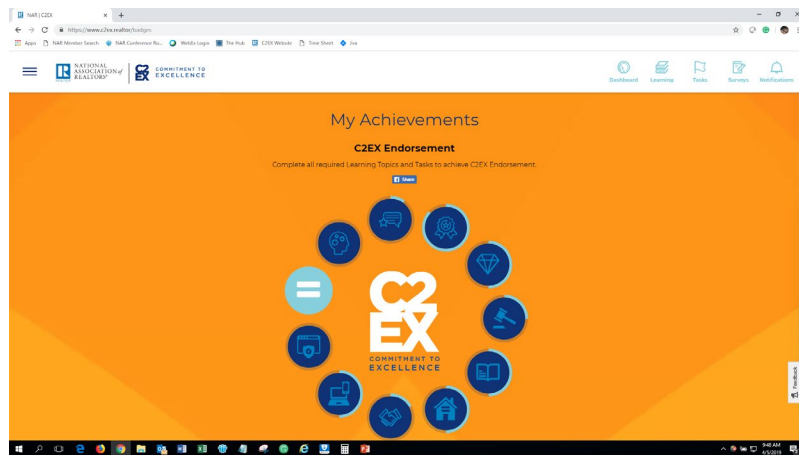 NAR | C2EX
https://www.c2ex.realtor/badges
Apps NAR Member Search NAR Conference Ro... WebEx Login The Hub C2EX Website Time Sheet Jive
NATIONAL
ASSOCIATION of
REALTORS®
C2
EX
COMMITMENT TO
EXCELLENCE
Dashboard Learning Tasks Surveys Notifications
My Achievements
C2EX Endorsement
Complete all required Learning Topics and Tasks to achieve C2EX Endorsement.
Share
C2
EX
COMMITMENT TO
EXCELLENCE
Feedback
9:48 AM
4/5/2019